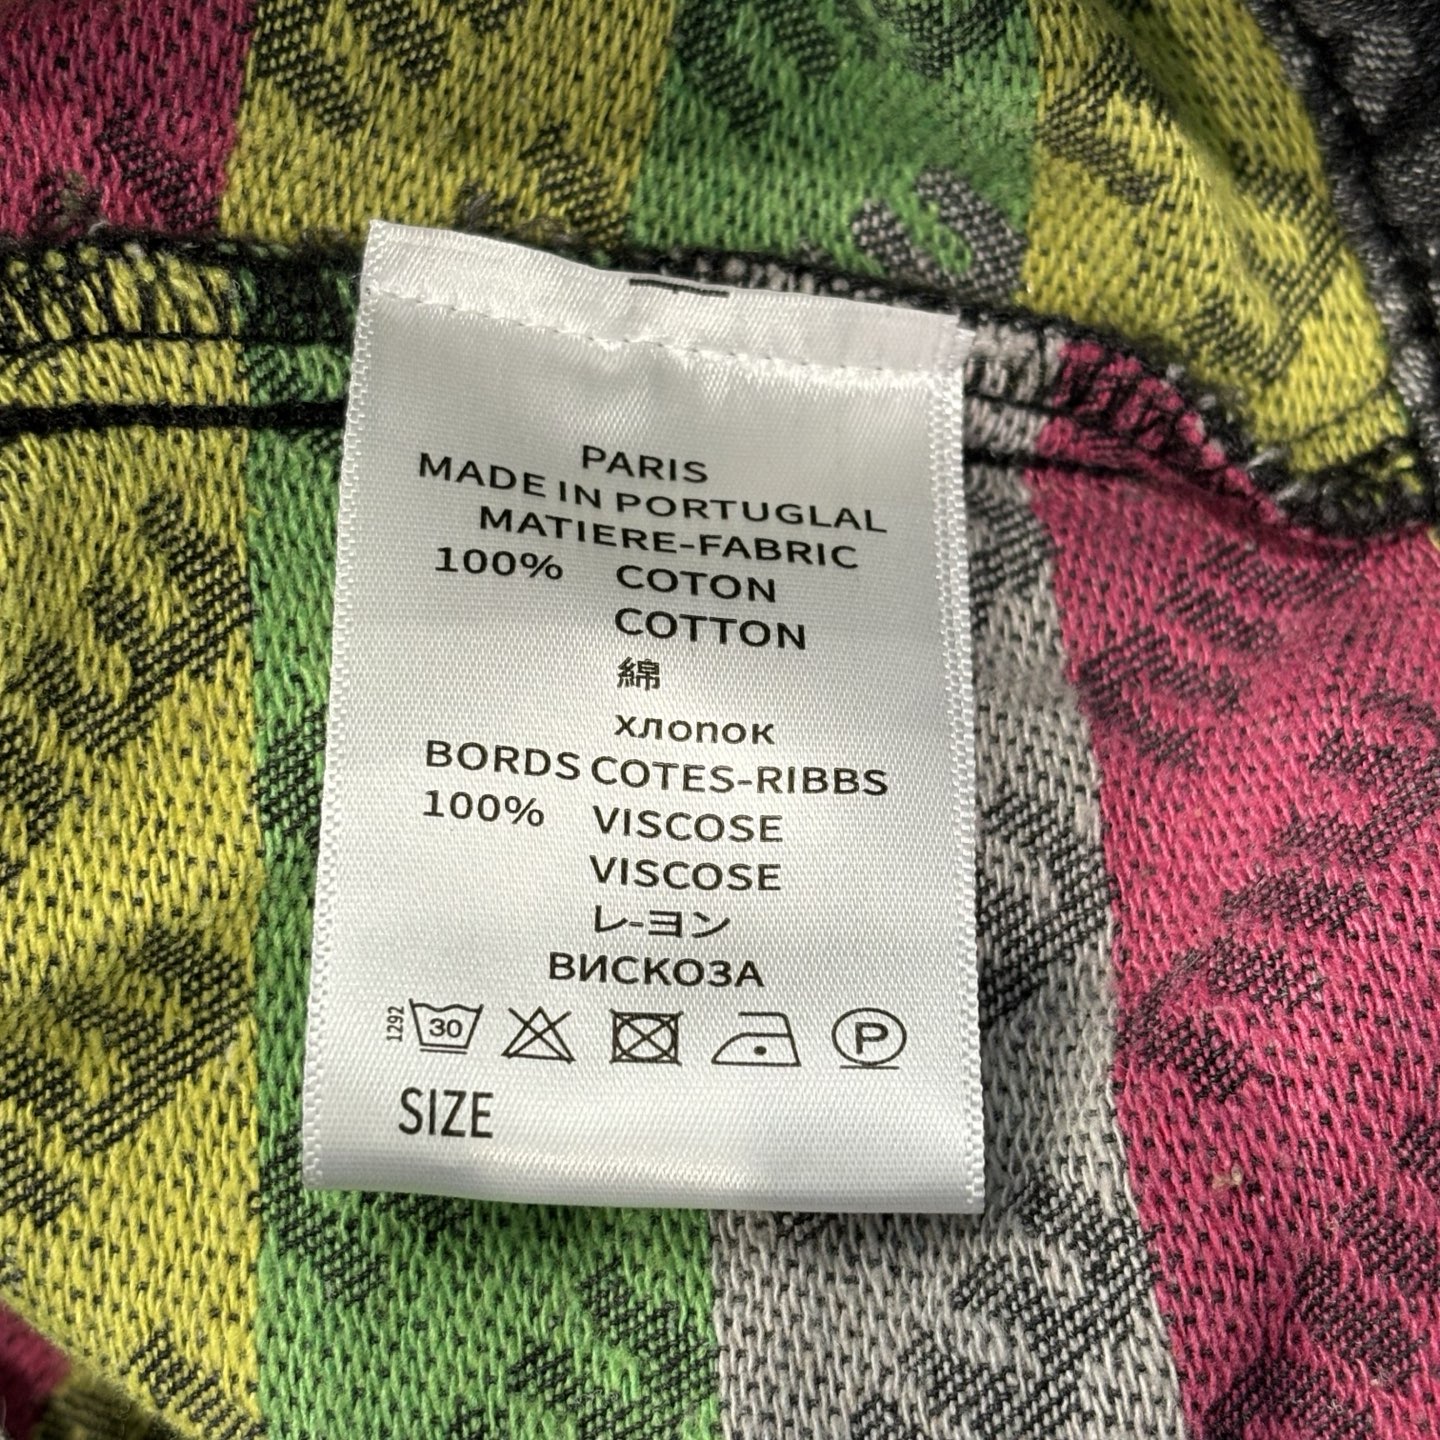 PARIS
MADE IN PORTUGLAL
MATIERE-FABRIC
100% COTON
COTTON
綿
хлопок
BORDS COTES-RIBBS
100% VISCOSE
VISCOSE
レ-ヨン
ВИСКОЗА
1292 30 P
SIZE